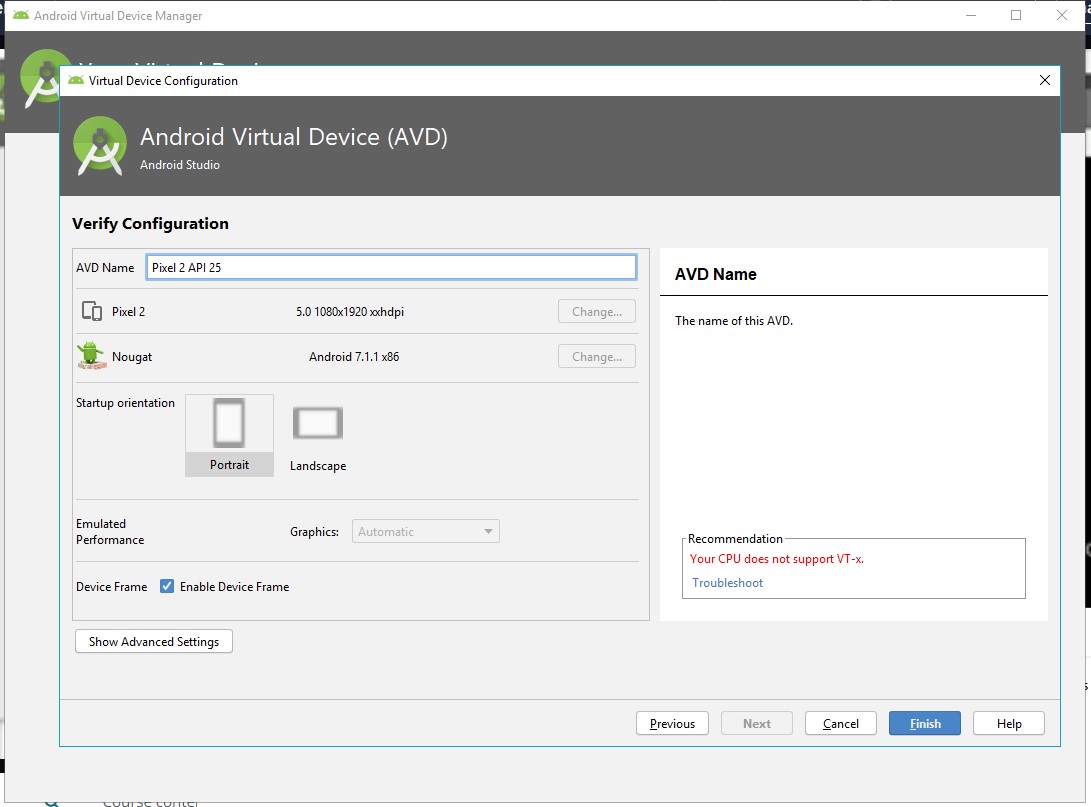 Android Virtual Device Manager
Virtual Device Configuration
Android Virtual Device (AVD)
Android Studio
Verify Configuration
AVD Name
Pixel 2 API 25
Pixel 2
5.0 1080x1920 xxhdpi
Change...
Nougat
Android 7.1.1 x86
Change...
Startup orientation
Portrait
Landscape
Emulated
Performance
Graphics:
Automatic
Device Frame
Enable Device Frame
Show Advanced Settings
AVD Name
The name of this AVD.
Recommendation
Your CPU does not support VT-x.
Troubleshoot
Previous
Next
Cancel
Finish
Help